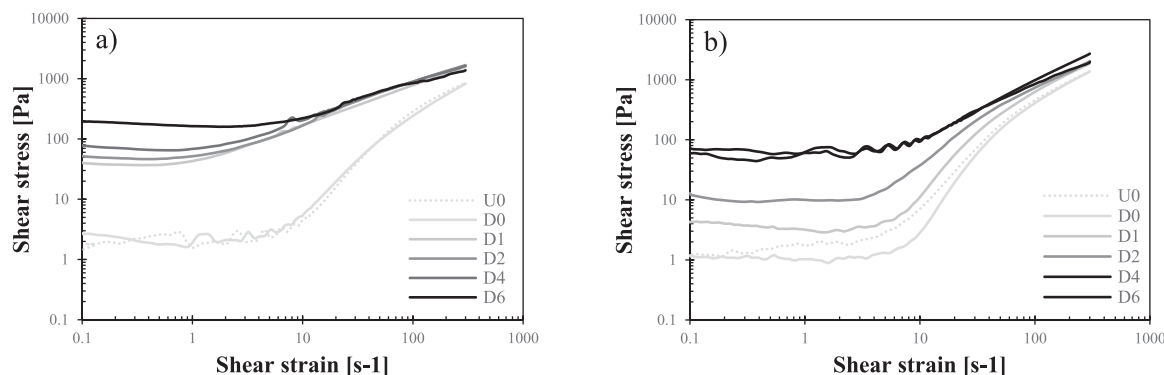 a)
Shear stress [Pa]
10000
1000
100
10
1
0.1
U0
D0
D1
D2
D4
D6
0.1 1 10 100 1000
Shear strain [s-1]
b)
Shear stress [Pa]
10000
1000
100
10
1
0.1
U0
D0
D1
D2
D4
D6
0.1 1 10 100 1000
Shear strain [s-1]